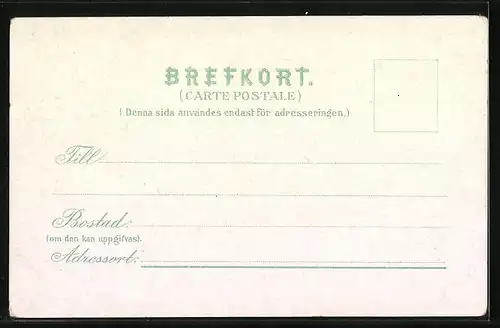 BREFKORT.
(CARTE POSTALE)
(Denna sida användes endast för adresseringen.)
Till
Bostad:
(om den kan uppgifvas).
Adressort: